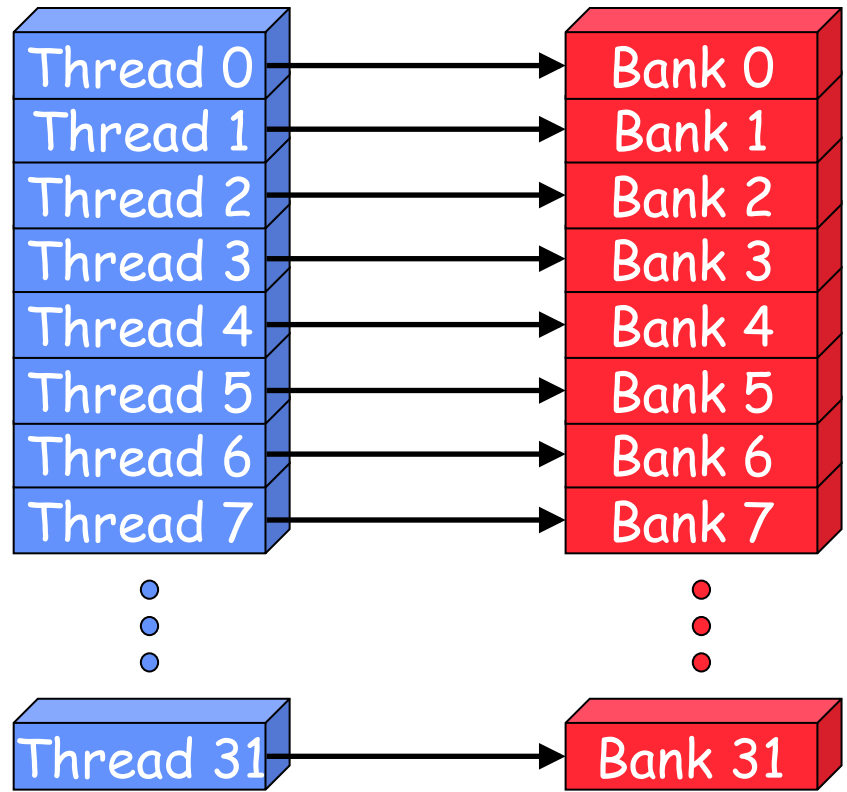 Thread 0
Bank 0
Thread 1
Bank 1
Thread 2
Bank 2
Thread 3
Bank 3
Thread 4
Bank 4
Thread 5
Bank 5
Thread 6
Bank 6
Thread 7
Bank 7
Thread 31
Bank 31